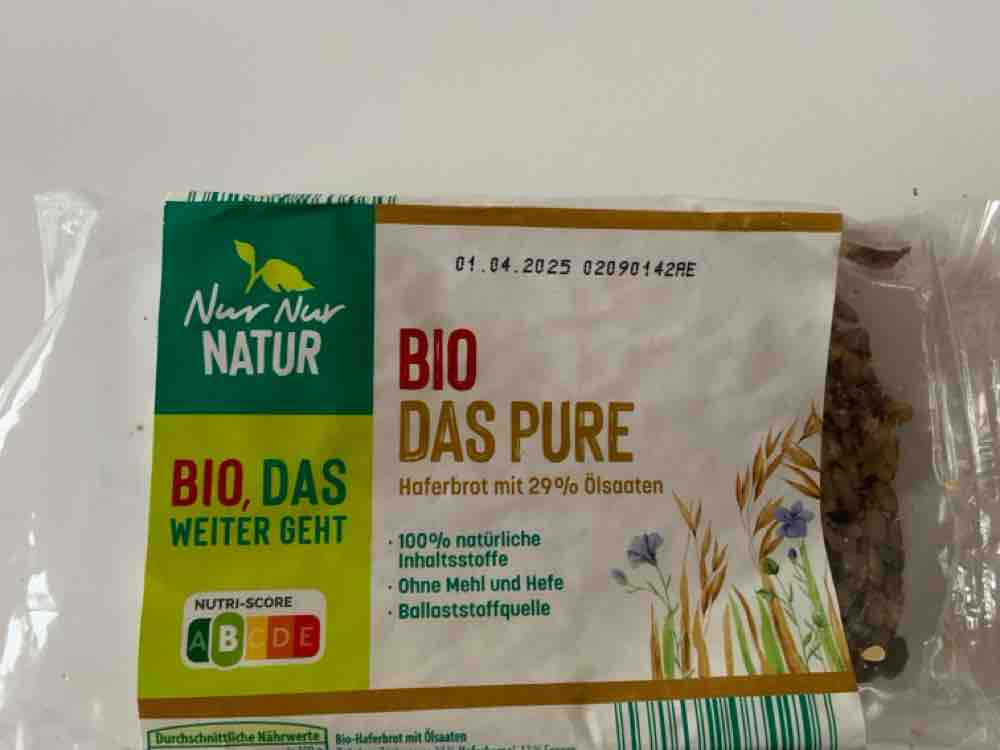 01.04.2025 02090142AE
Nur Nur
NATUR
BIO, DAS
WEITER GEHT
NUTRI-SCORE
A B C D E
BIO
DAS PURE
Haferbrot mit 29% Ölsaaten
· 100% natürliche
Inhaltsstoffe
· Ohne Mehl und Hefe
· Ballaststoffquelle
Durchschnittliche Nährwerte
Bio-Haferbrot mit Ölsaaten